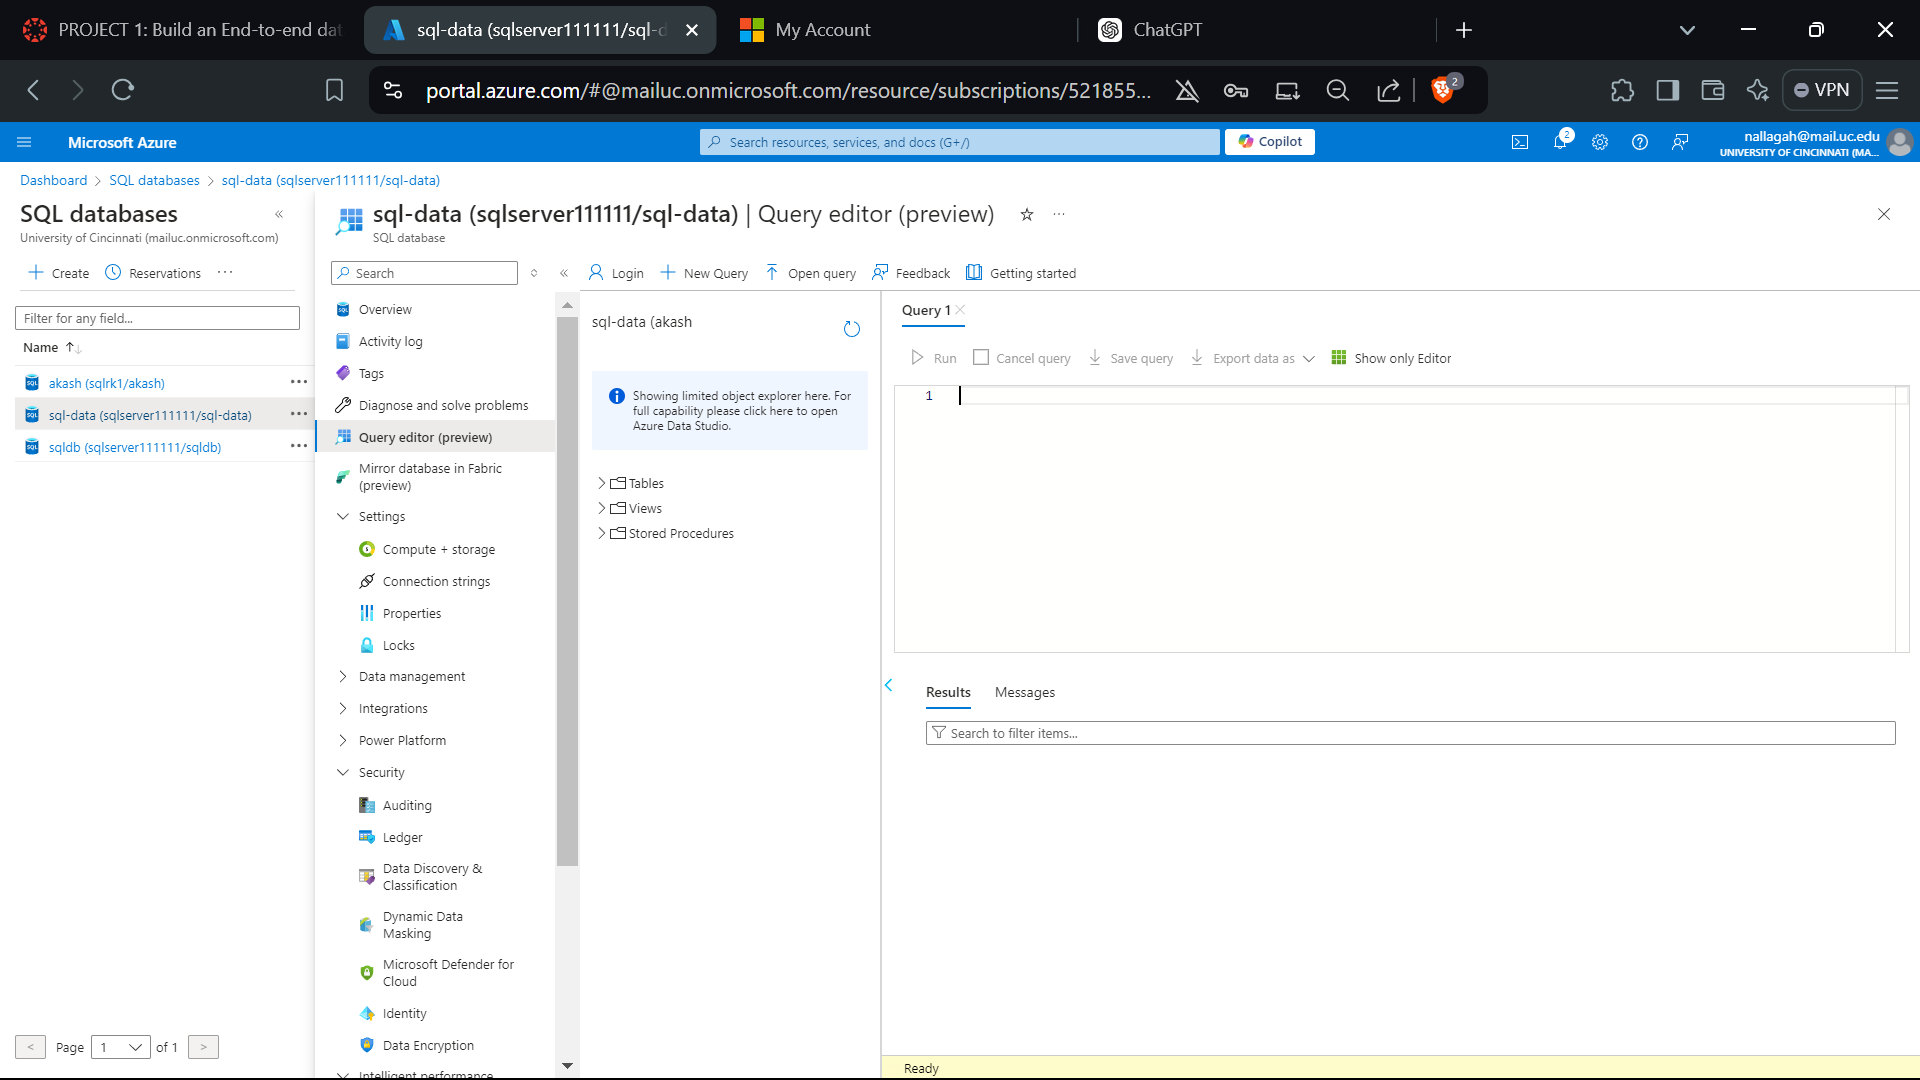 PROJECT 1: Build an End-to-end dat
sql-data (sqlserver111111/sql-d
My Account
ChatGPT
portal.azure.com/#@mailuc.onmicrosoft.com/resource/subscriptions/521855...
2
VPN
Microsoft Azure
Search resources, services, and docs (G+/)
Copilot
2
nallagah@mail.uc.edu
UNIVERSITY OF CINCINNATI (MA...
Dashboard > SQL databases > sql-data (sqlserver111111/sql-data)
SQL databases
University of Cincinnati (mailuc.onmicrosoft.com)
Create
Reservations
...
Filter for any field...
Name
akash (sqlrk1/akash)
sql-data (sqlserver111111/sql-data)
sqldb (sqlserver111111/sqldb)
< Page 1 of 1 >
sql-data (sqlserver111111/sql-data) | Query editor (preview)
SQL database
Search
Overview
Activity log
Tags
Diagnose and solve problems
Query editor (preview)
Mirror database in Fabric
(preview)
Settings
Compute + storage
Connection strings
Properties
Locks
Data management
Integrations
Power Platform
Security
Auditing
Ledger
Data Discovery &
Classification
Dynamic Data
Masking
Microsoft Defender for
Cloud
Identity
Data Encryption
Intelligent performance
Login
New Query
Open query
Feedback
Getting started
sql-data (akash
Showing limited object explorer here. For
full capability please click here to open
Azure Data Studio.
Tables
Views
Stored Procedures
Query 1
Run
Cancel query
Save query
Export data as
Show only Editor
1
Results
Messages
Search to filter items...
Ready